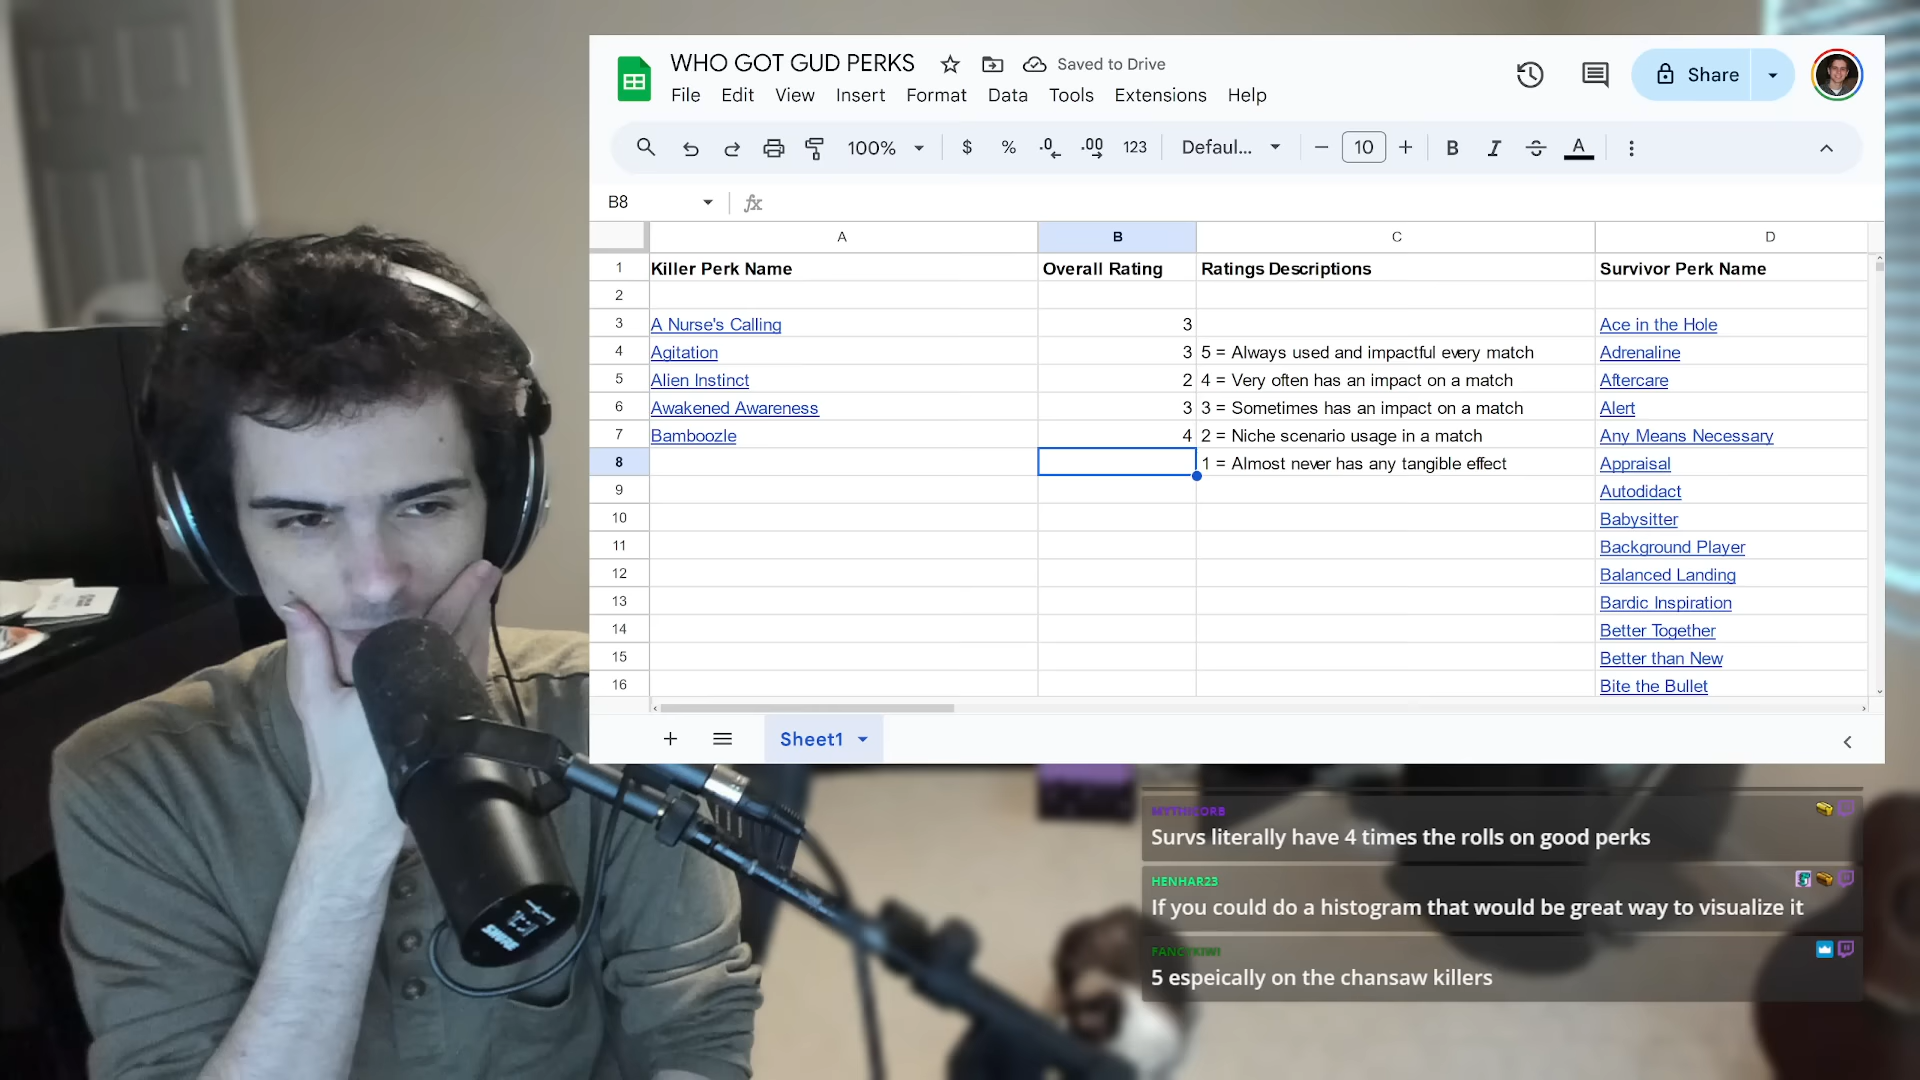 WHO GOT GUD PERKS Saved to Drive
Share
File Edit View Insert Format Data Tools Extensions Help
100% $ % .0 .00 123 Defaul... 10 B I S A
B8 fx
A B C D
1 Killer Perk Name Overall Rating Ratings Descriptions Survivor Perk Name
2
3 A Nurse's Calling 3 Ace in the Hole
4 Agitation 3 5 = Always used and impactful every match Adrenaline
5 Alien Instinct 2 4 = Very often has an impact on a match Aftercare
6 Awakened Awareness 3 3 = Sometimes has an impact on a match Alert
7 Bamboozle 4 2 = Niche scenario usage in a match Any Means Necessary
8 1 = Almost never has any tangible effect Appraisal
9 Autodidact
10 Babysitter
11 Background Player
12 Balanced Landing
13 Bardic Inspiration
14 Better Together
15 Better than New
16 Bite the Bullet
Sheet1
MYTHICORB
Survs literally have 4 times the rolls on good perks
HENHAR23
If you could do a histogram that would be great way to visualize it
FANCYKIWI
5 espeically on the chansaw killers